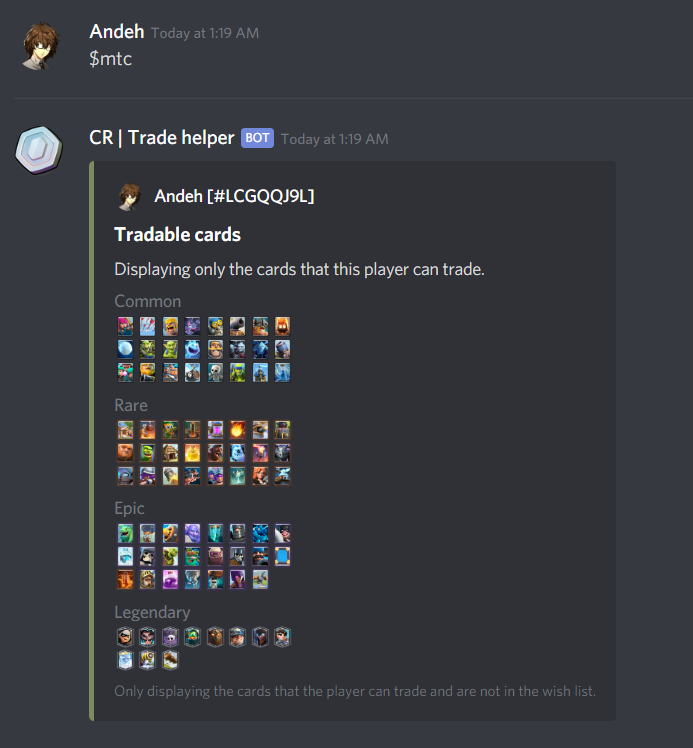 Andeh Today at 1:19 AM
$mtc
CR | Trade helper BOT Today at 1:19 AM
Andeh [#LCGQQJ9L]
Tradable cards
Displaying only the cards that this player can trade.
Common
Rare
Epic
Legendary
Only displaying the cards that the player can trade and are not in the wish list.